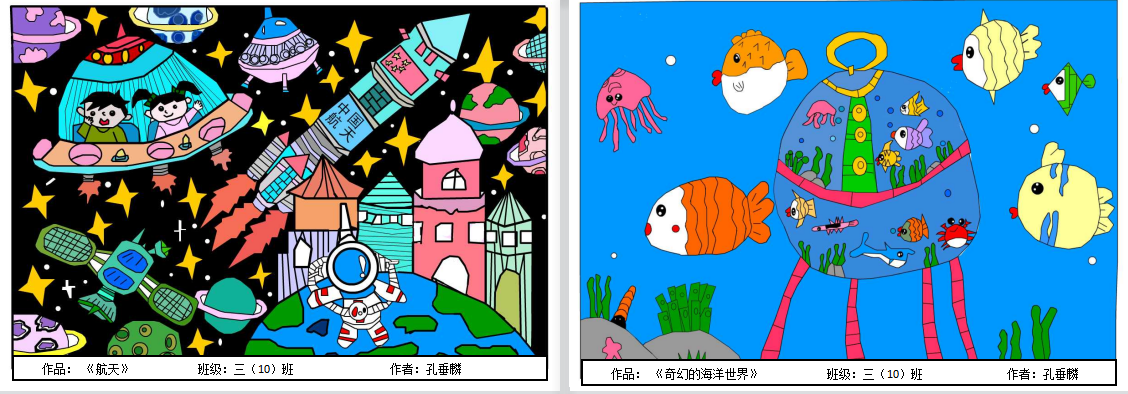 中国
航天
作品：《航天》 班级：三（10）班 作者：孔垂麟
作品：《奇幻的海洋世界》 班级：三（10）班 作者：孔垂麟